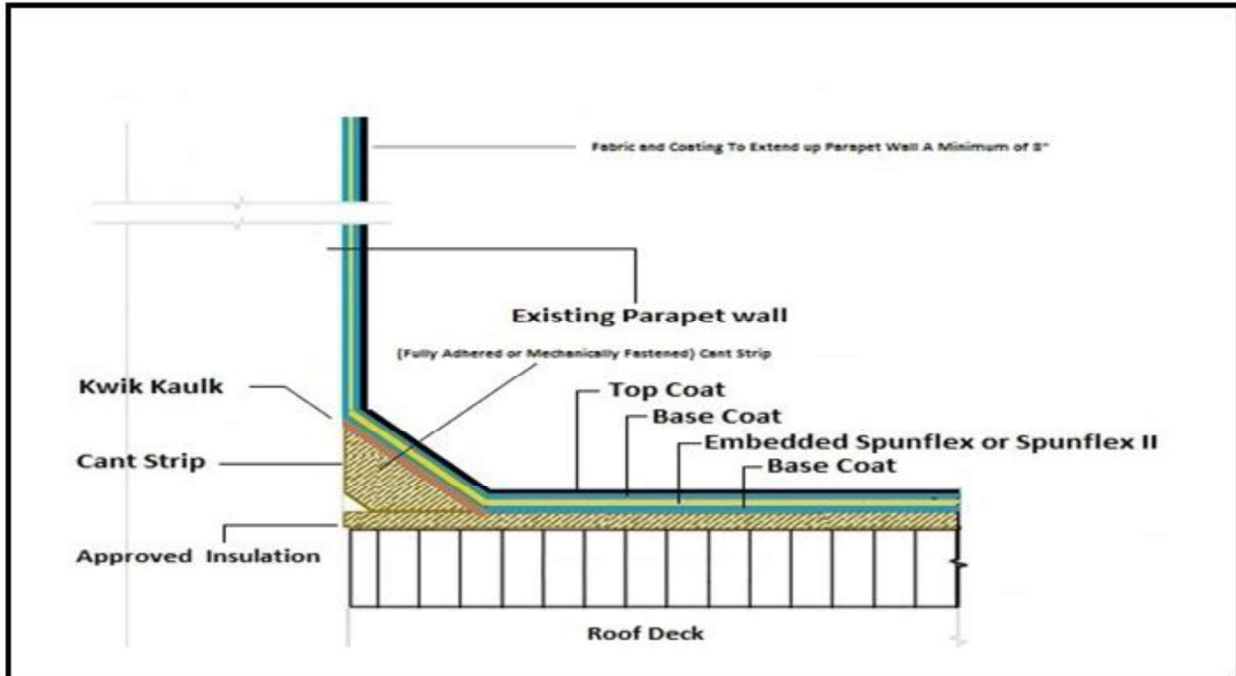 Fabric and Coating To Extend up Parapet Wall A Minimum of 8"
Existing Parapet wall
(Fully Adhered or Mechanically Fastened) Cant Strip
Kwik Kaulk
Top Coat
Base Coat
Embedded Spunflex or Spunflex II
Cant Strip
Base Coat
Approved Insulation
Roof Deck